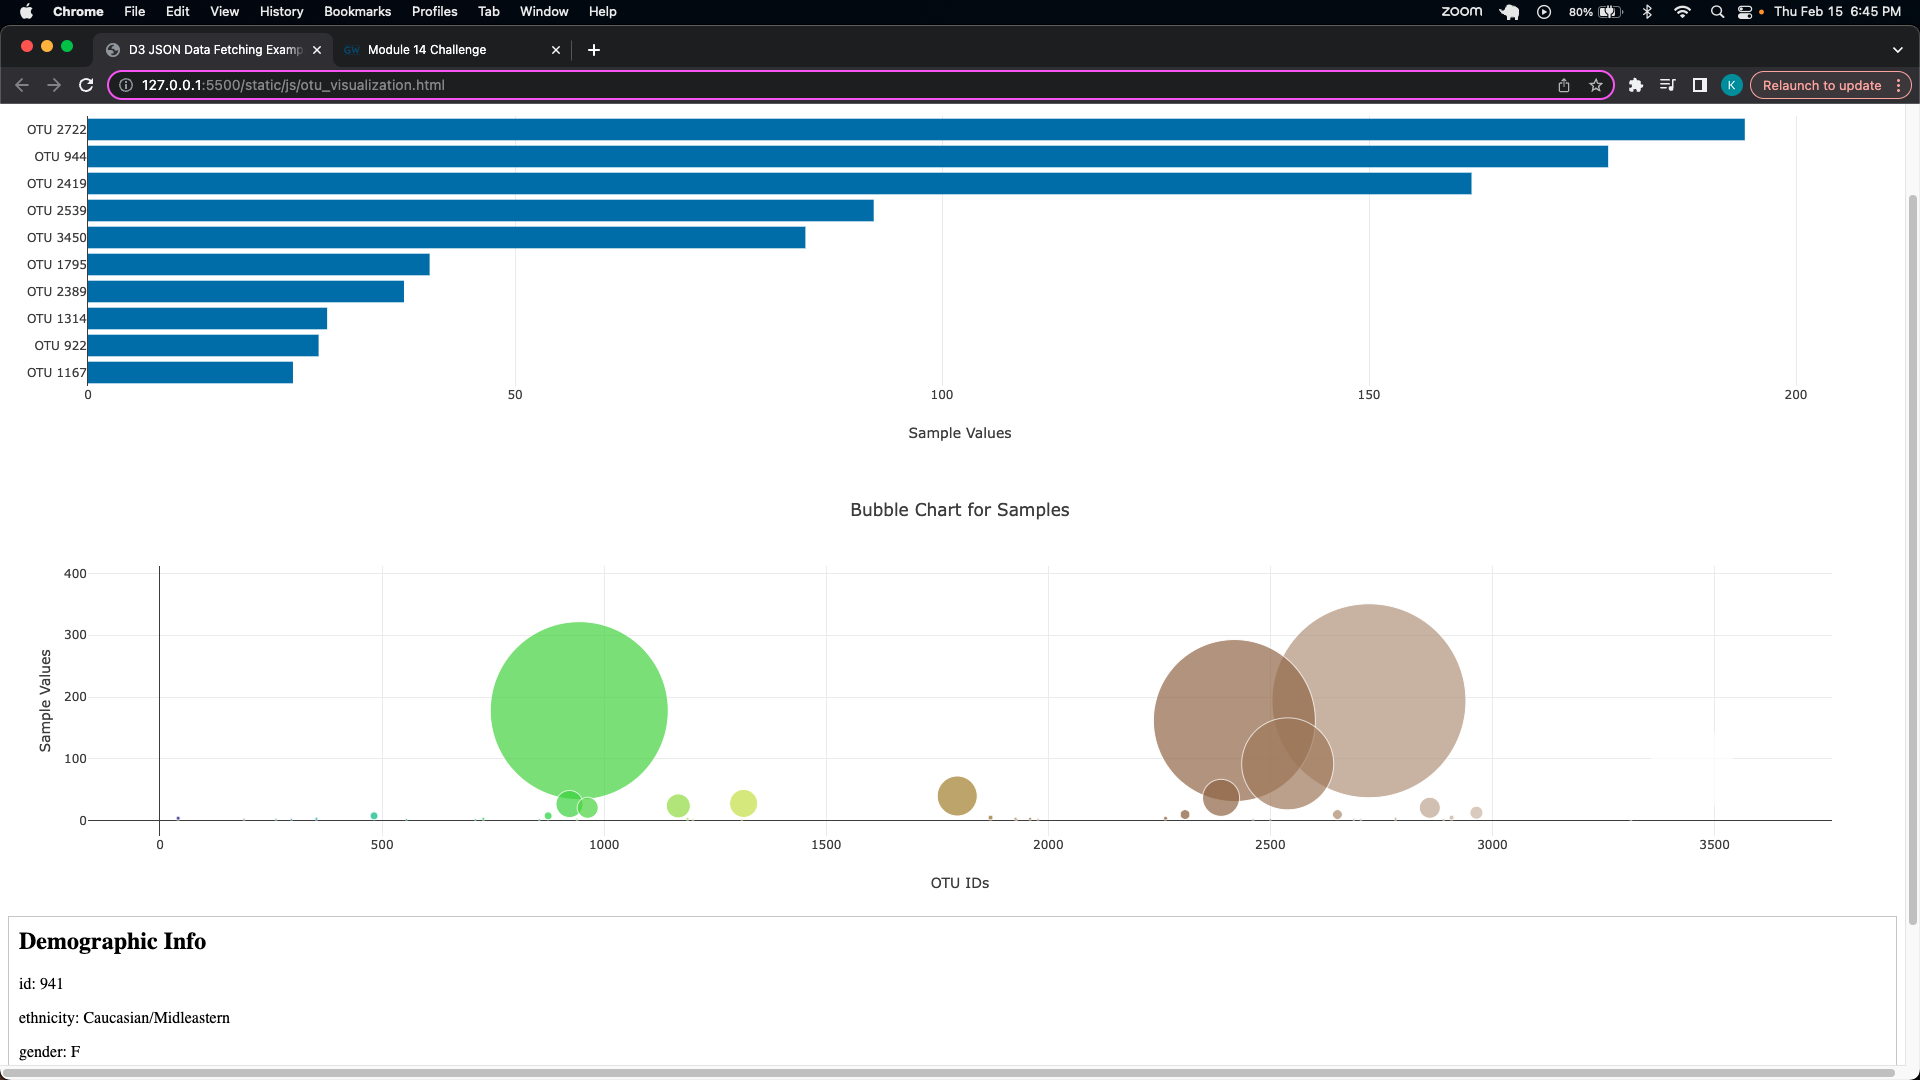 Chrome File Edit View History Bookmarks Profiles Tab Window Help zoom 80% Thu Feb 15 6:45 PM
D3 JSON Data Fetching Examp GW Module 14 Challenge
127.0.0.1:5500/static/js/otu_visualization.html K Relaunch to update
OTU 2722
OTU 944
OTU 2419
OTU 2539
OTU 3450
OTU 1795
OTU 2389
OTU 1314
OTU 922
OTU 1167
0 50 100 150 200
Sample Values
Bubble Chart for Samples
400
300
200
100
0
Sample Values
0 500 1000 1500 2000 2500 3000 3500
OTU IDs
Demographic Info
id: 941
ethnicity: Caucasian/Midleastern
gender: F